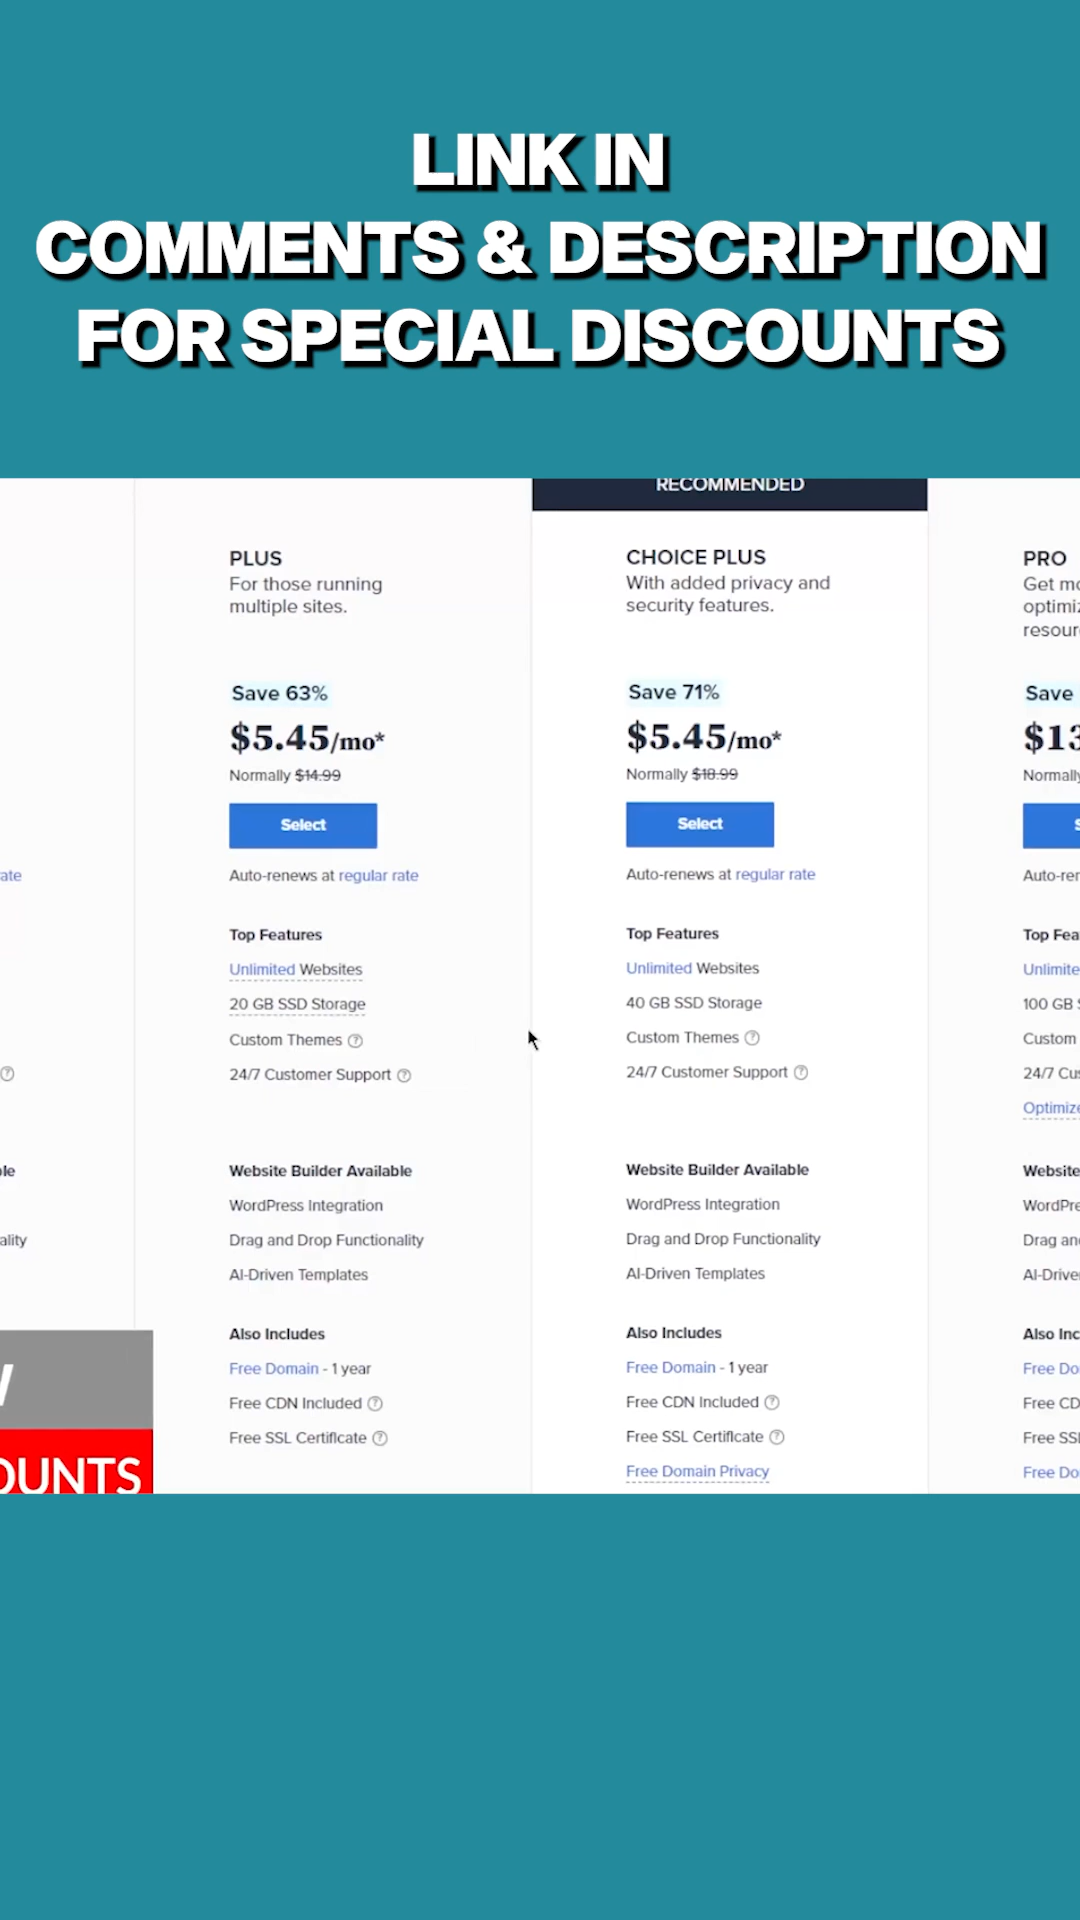 LINK IN
COMMENTS & DESCRIPTION
FOR SPECIAL DISCOUNTS
RECOMMENDED
PLUS
For those running
multiple sites.
Save 63%
$5.45/mo*
Normally $14.99
Select
Auto-renews at regular rate
Top Features
Unlimited Websites
20 GB SSD Storage
Custom Themes
24/7 Customer Support
Website Builder Available
WordPress Integration
Drag and Drop Functionality
AI-Driven Templates
Also Includes
Free Domain - 1 year
Free CDN Included
Free SSL Certificate
CHOICE PLUS
With added privacy and
security features.
Save 71%
$5.45/mo*
Normally $18.99
Select
Auto-renews at regular rate
Top Features
Unlimited Websites
40 GB SSD Storage
Custom Themes
24/7 Customer Support
Website Builder Available
WordPress Integration
Drag and Drop Functionality
AI-Driven Templates
Also Includes
Free Domain - 1 year
Free CDN Included
Free SSL Certificate
Free Domain Privacy
PRO
Get
Save
Normally
Website
Free
Free
Free
Free